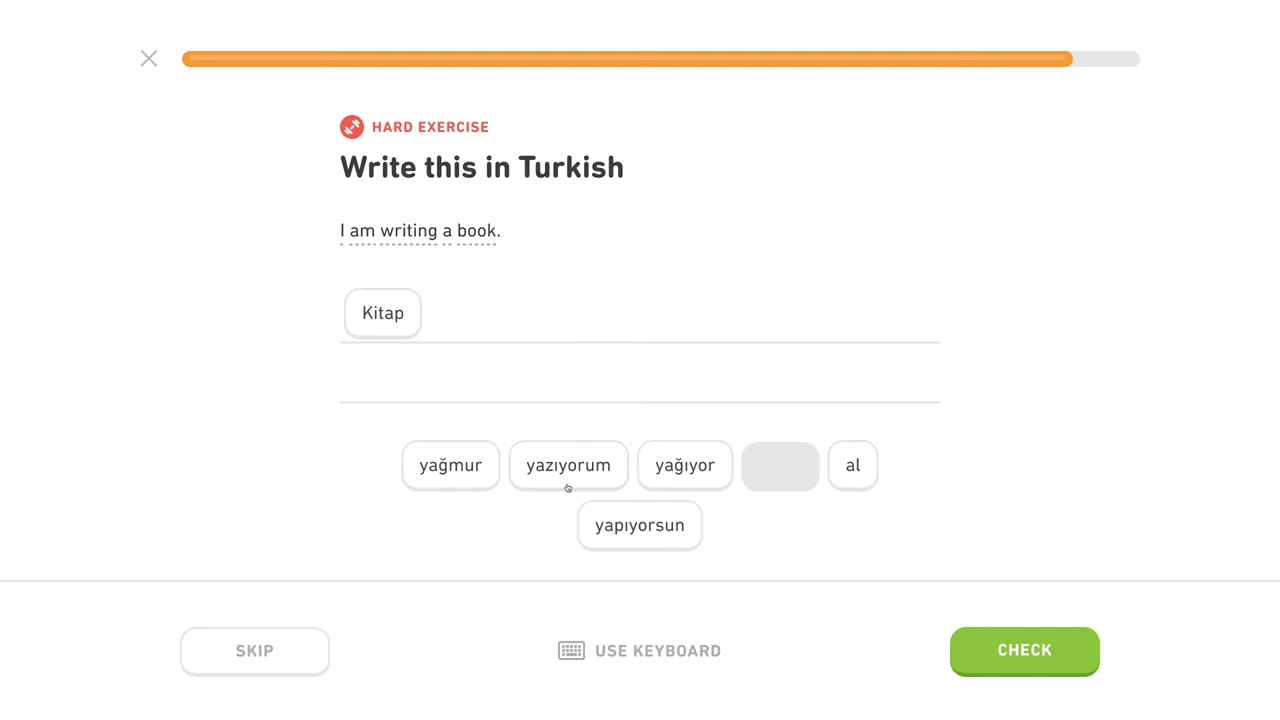 HARD EXERCISE
Write this in Turkish
I am writing a book.
Kitap
yağmur yazıyorum yağıyor al
yapıyorsun
SKIP USE KEYBOARD CHECK